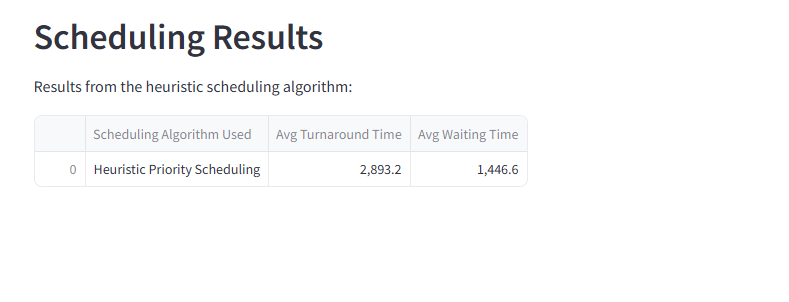 Scheduling Results
Results from the heuristic scheduling algorithm:
Scheduling Algorithm Used Avg Turnaround Time Avg Waiting Time
0 Heuristic Priority Scheduling 2,893.2 1,446.6